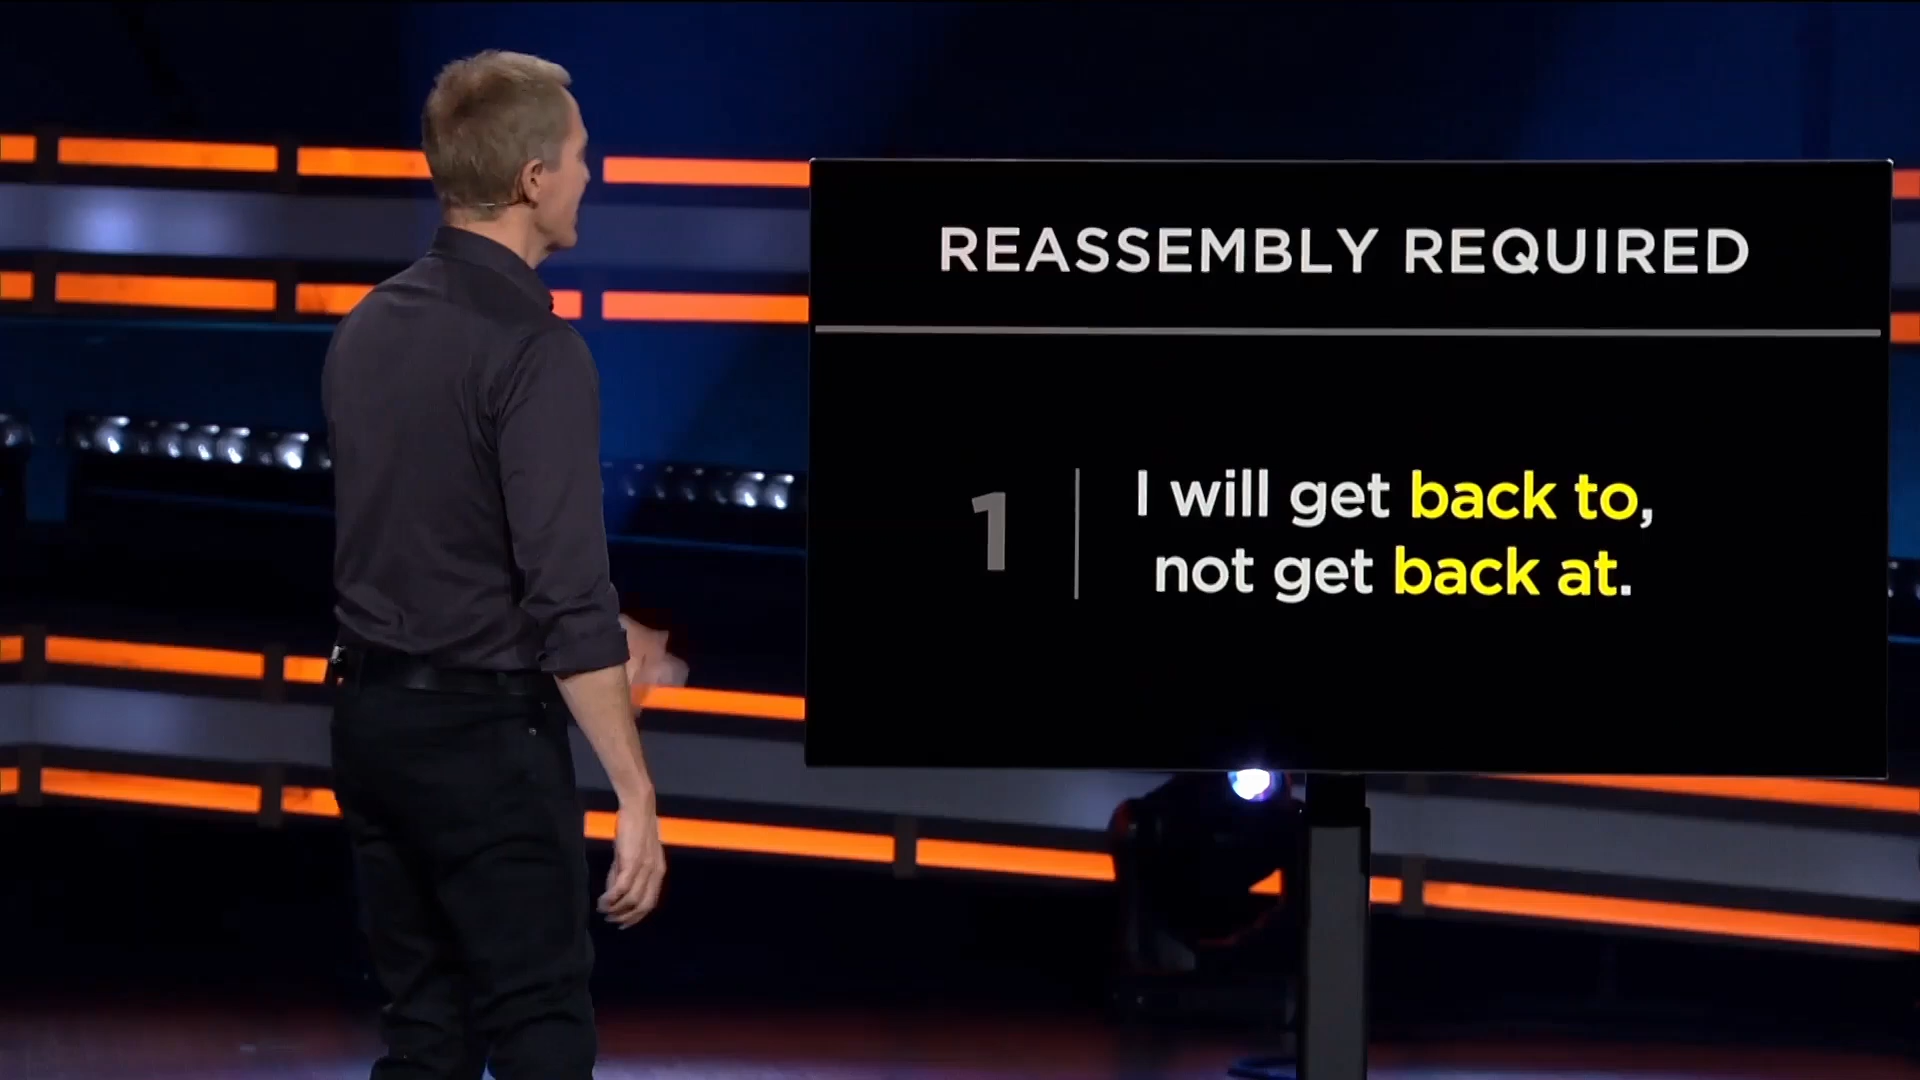 REASSEMBLY REQUIRED
1
I will get back to,
not get back at.